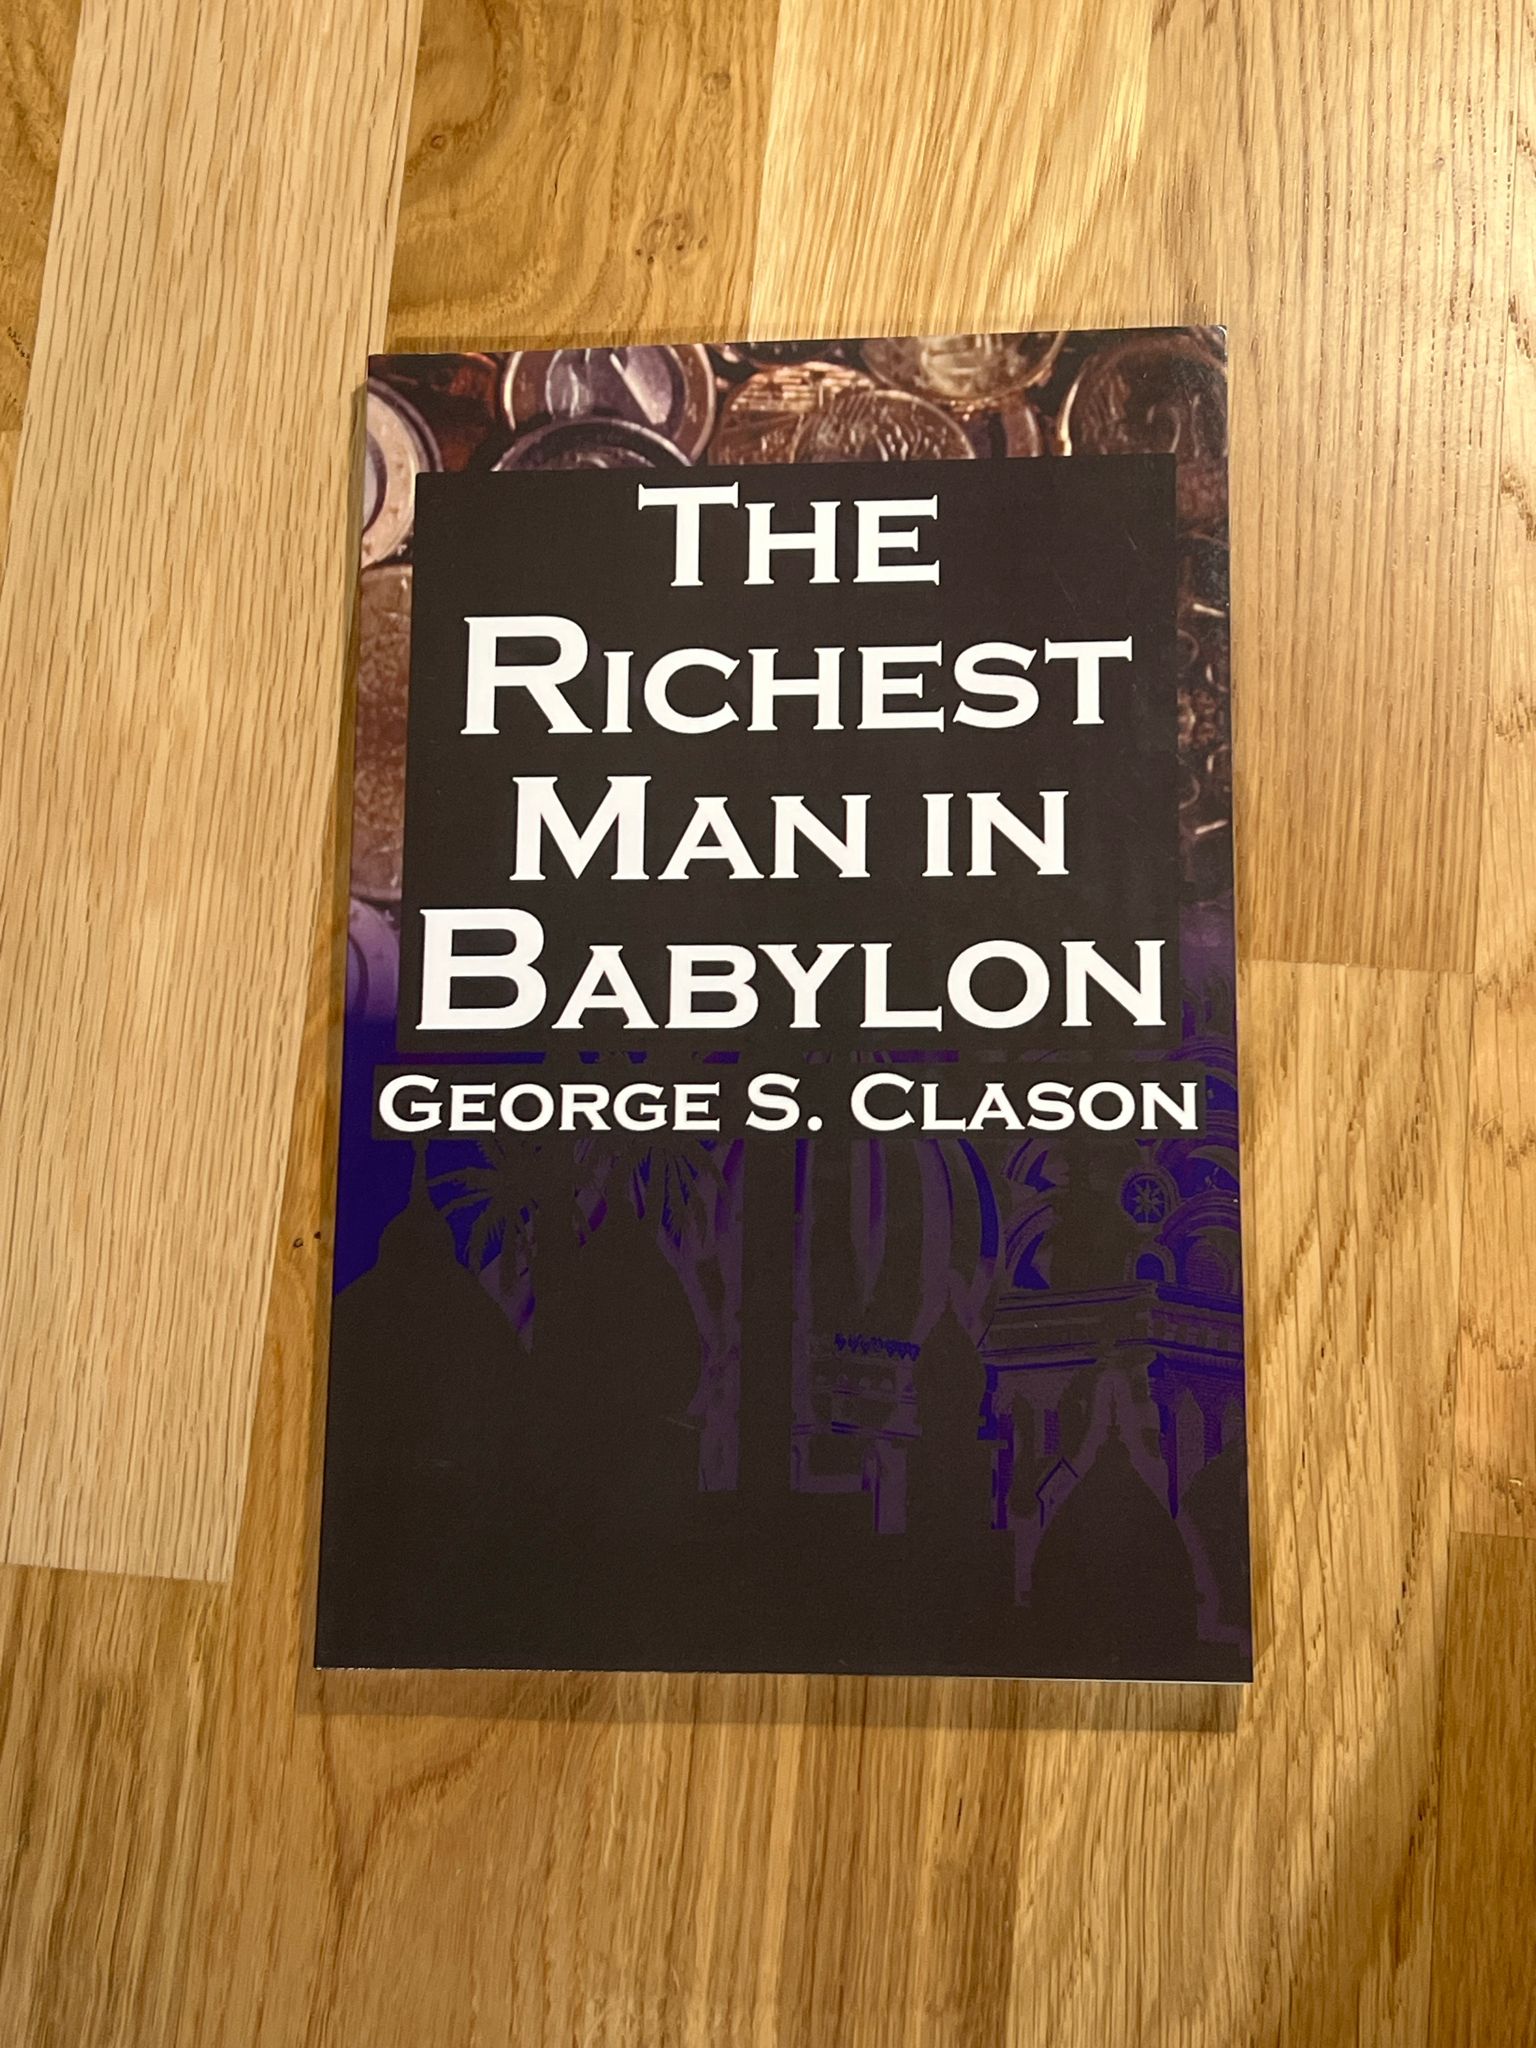 THE
RICHEST
MAN IN
BABYLON
GEORGE S. CLASON